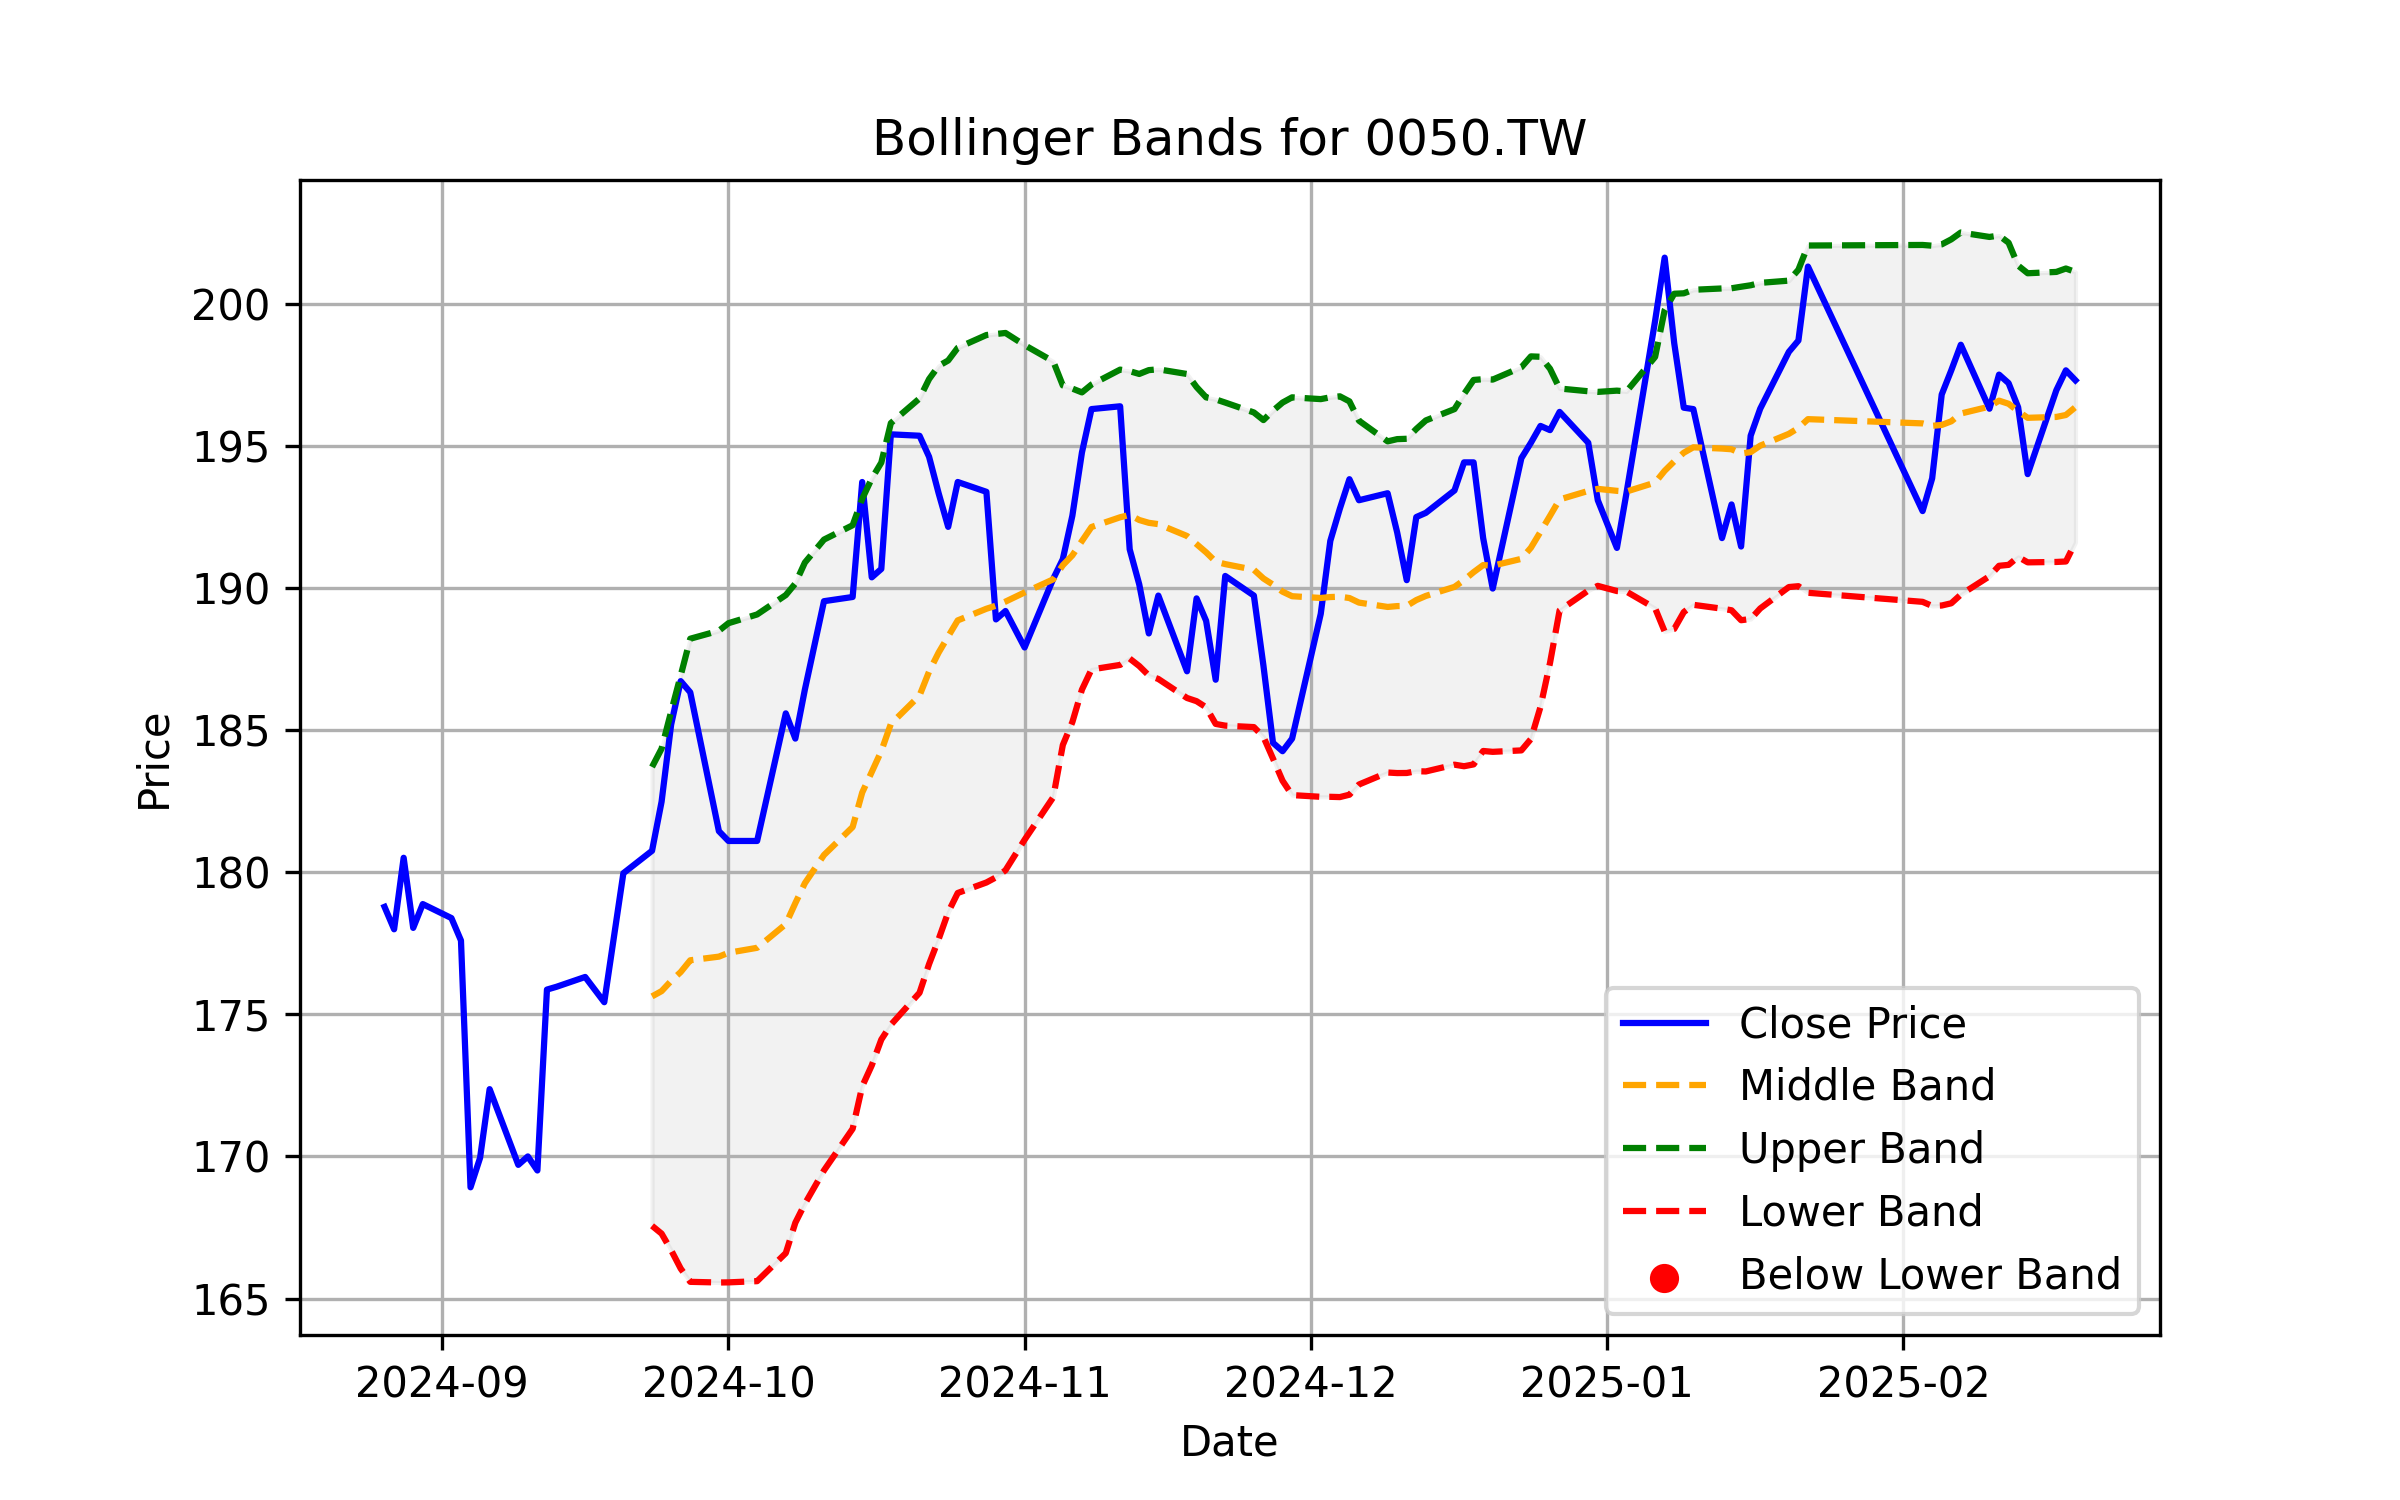 Bollinger Bands for 0050.TW
Price
200
195
190
185
180
175
170
165
Close Price
Middle Band
Upper Band
Lower Band
Below Lower Band
2024-09 2024-10 2024-11 2024-12 2025-01 2025-02
Date